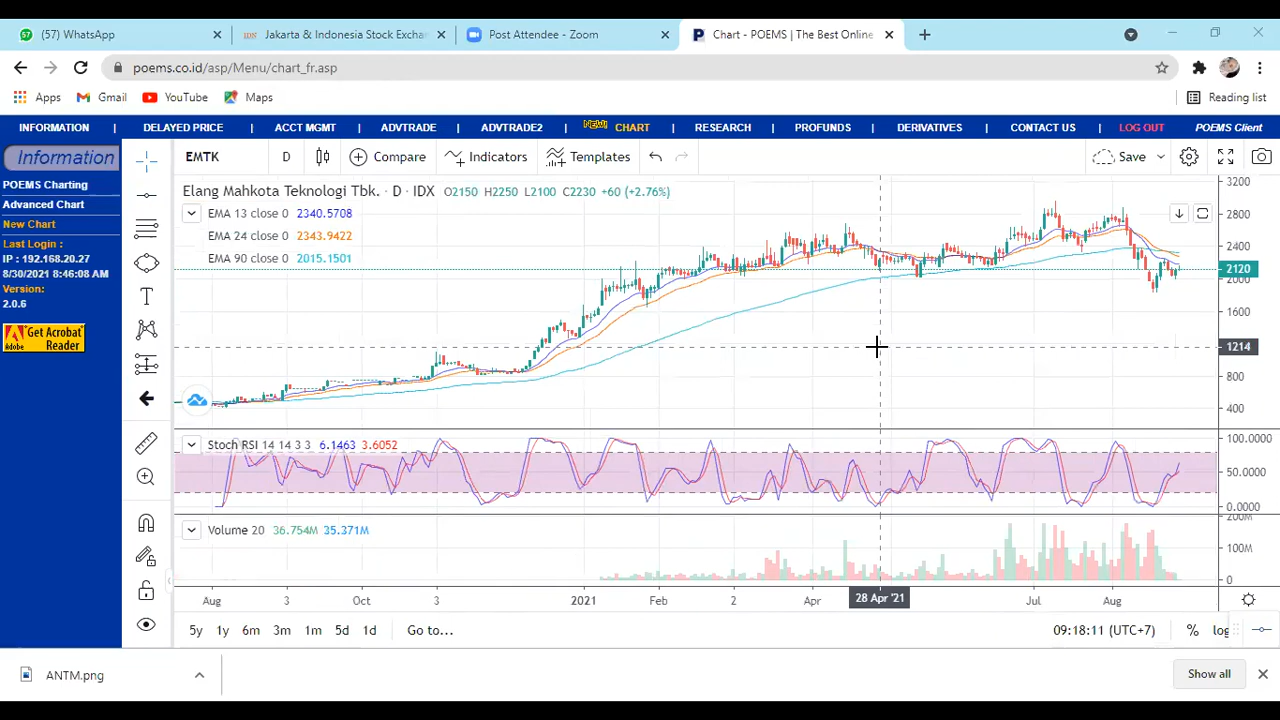 (57) WhatsApp
Jakarta & Indonesia Stock Exchan
Post Attendee - Zoom
Chart - POEMS | The Best Online
poems.co.id/asp/Menu/chart_fr.asp
Apps
Gmail
YouTube
Maps
Reading list
INFORMATION | DELAYED PRICE | ACCT MGMT | ADVTRADE | ADVTRADE2 | NEW! CHART | RESEARCH | PROFUNDS | DERIVATIVES | CONTACT US | LOG OUT POEMS Client
Information
POEMS Charting
Advanced Chart
New Chart
Last Login :
IP : 192.168.20.27
8/30/2021 8:46:08 AM
Version:
2.0.6
Get Acrobat
Reader
Adobe
EMTK D Compare Indicators Templates Save
Elang Mahkota Teknologi Tbk. · D · IDX O2150 H2250 L2100 C2230 +60 (+2.76%)
EMA 13 close 0 2340.5708
EMA 24 close 0 2343.9422
EMA 90 close 0 2015.1501
3200
2800
2400
2120
2000
1600
1214
800
400
Stoch RSI 14 14 3 3 6.1463 3.6052
100.0000
50.0000
0.0000
Volume 20 36.754M 35.371M
200M
100M
0
Aug 3 Oct 3 2021 Feb 2 Apr 28 Apr '21 Jul Aug
5y 1y 6m 3m 1m 5d 1d Go to... 09:18:11 (UTC+7) % log
ANTM.png
Show all